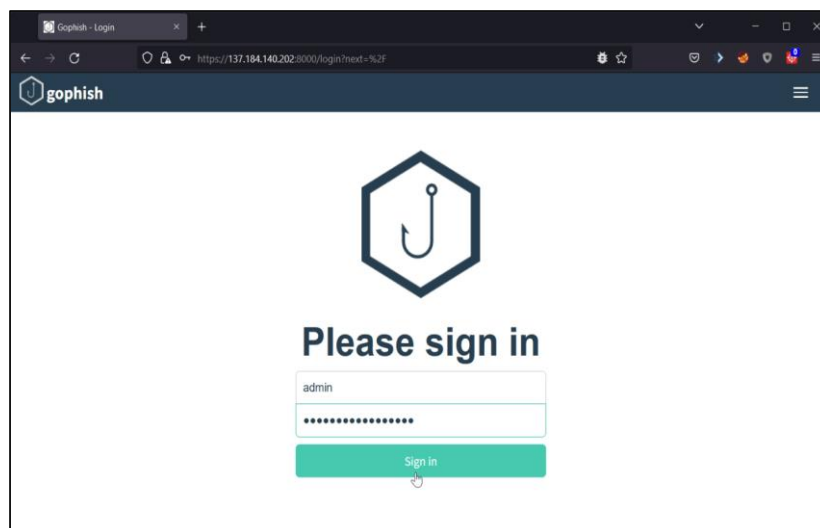 Gophish - Login
https://137.184.140.202:8000/login?next=%2F
gophish
Please sign in
admin
Sign in